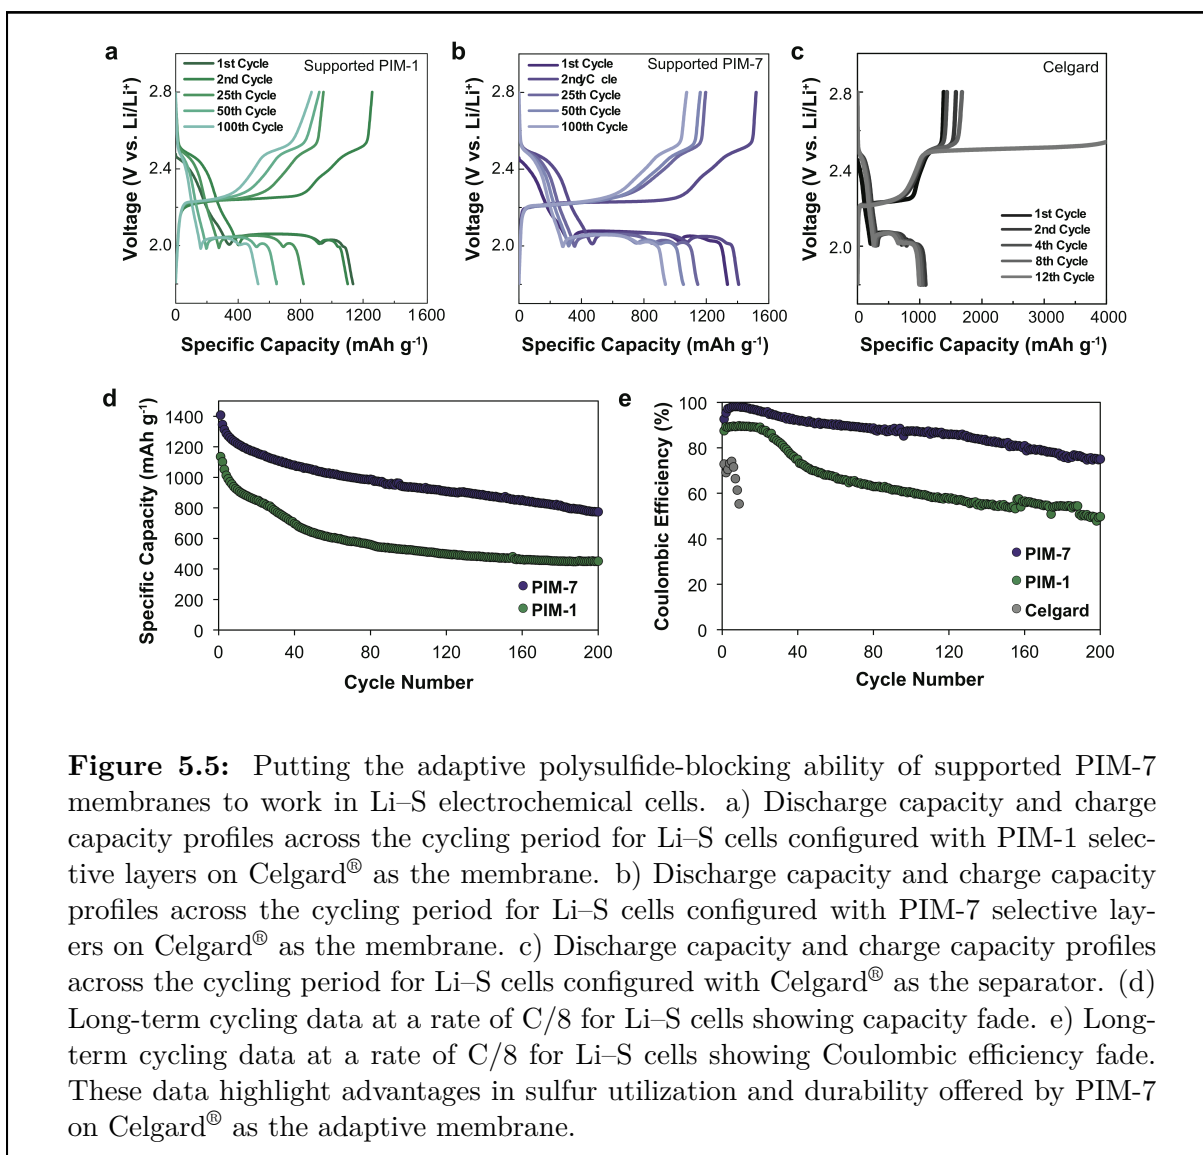 a
1st Cycle
2nd Cycle
25th Cycle
50th Cycle
100th Cycle
Supported PIM-1
Voltage (V vs. Li/Li⁺)
2.8
2.4
2.0
0 400 800 1200 1600
Specific Capacity (mAh g⁻¹)
b
1st Cycle
2nd Cycle
25th Cycle
50th Cycle
100th Cycle
Supported PIM-7
Voltage (V vs. Li/Li⁺)
2.8
2.4
2.0
0 400 800 1200 1600
Specific Capacity (mAh g⁻¹)
c
Celgard
1st Cycle
2nd Cycle
4th Cycle
8th Cycle
12th Cycle
Voltage (V vs. Li/Li⁺)
2.8
2.4
2.0
0 1000 2000 3000 4000
Specific Capacity (mAh g⁻¹)
d
Specific Capacity (mAh g⁻¹)
1400
1200
1000
800
600
400
200
0
PIM-7
PIM-1
0 40 80 120 160 200
Cycle Number
e
Coulombic Efficiency (%)
100
80
60
40
20
0
PIM-7
PIM-1
Celgard
0 40 80 120 160 200
Cycle Number
Figure 5.5: Putting the adaptive polysulfide-blocking ability of supported PIM-7
membranes to work in Li–S electrochemical cells. a) Discharge capacity and charge
capacity profiles across the cycling period for Li–S cells configured with PIM-1 selec-
tive layers on Celgard® as the membrane. b) Discharge capacity and charge capacity
profiles across the cycling period for Li–S cells configured with PIM-7 selective lay-
ers on Celgard® as the membrane. c) Discharge capacity and charge capacity profiles
across the cycling period for Li–S cells configured with Celgard® as the separator. (d)
Long-term cycling data at a rate of C/8 for Li–S cells showing capacity fade. e) Long-
term cycling data at a rate of C/8 for Li–S cells showing Coulombic efficiency fade.
These data highlight advantages in sulfur utilization and durability offered by PIM-7
on Celgard® as the adaptive membrane.